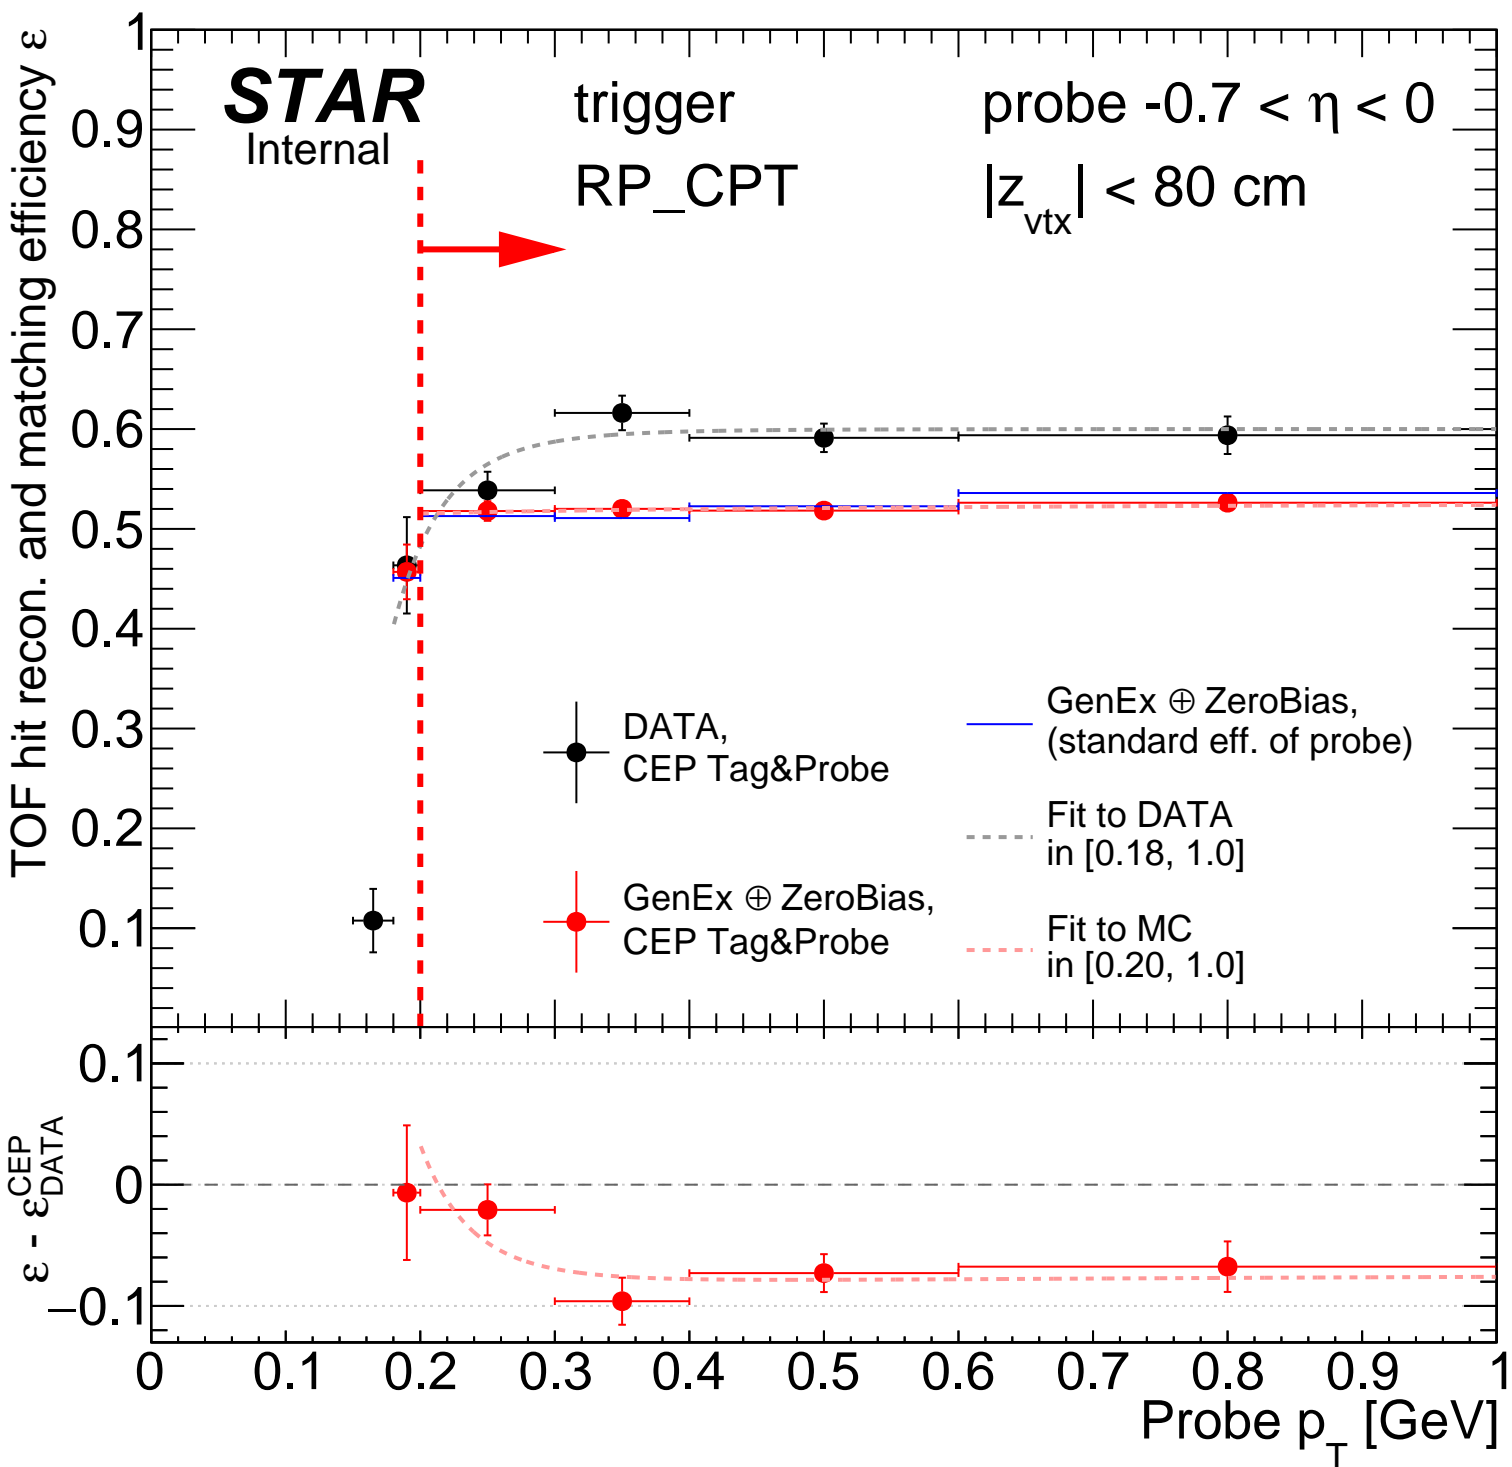 STAR
Internal
trigger
RP_CPT
probe -0.7 < η < 0
|z_vtx| < 80 cm
TOF hit recon. and matching efficiency ε
1
0.9
0.8
0.7
0.6
0.5
0.4
0.3
0.2
0.1
DATA,
CEP Tag&Probe
GenEx ⊕ ZeroBias,
CEP Tag&Probe
GenEx ⊕ ZeroBias,
(standard eff. of probe)
Fit to DATA
in [0.18, 1.0]
Fit to MC
in [0.20, 1.0]
ε - ε^CEP_DATA
0.1
0
−0.1
0 0.1 0.2 0.3 0.4 0.5 0.6 0.7 0.8 0.9 1
Probe p_T [GeV]